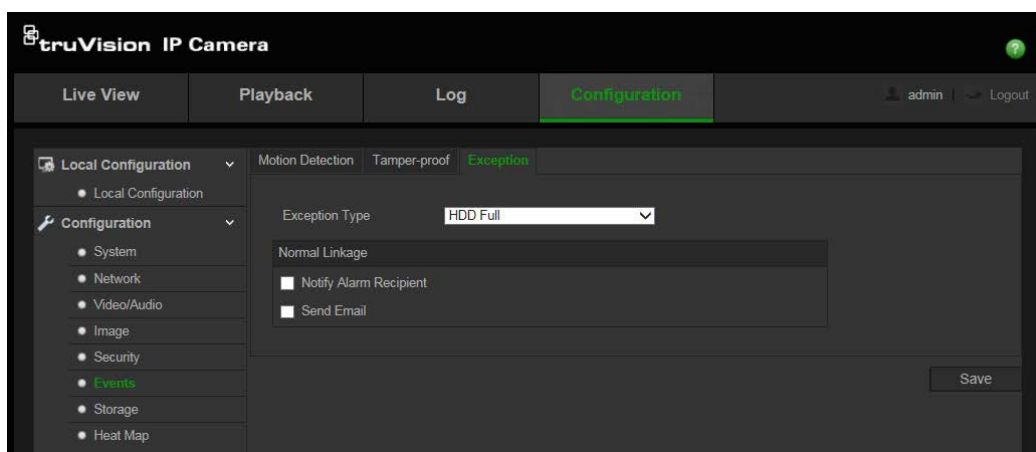 truVision IP Camera
?
Live View
Playback
Log
Configuration
admin | Logout
Local Configuration
Local Configuration
Configuration
System
Network
Video/Audio
Image
Security
Events
Storage
Heat Map
Motion Detection
Tamper-proof
Exception
Exception Type
HDD Full
Normal Linkage
Notify Alarm Recipient
Send Email
Save